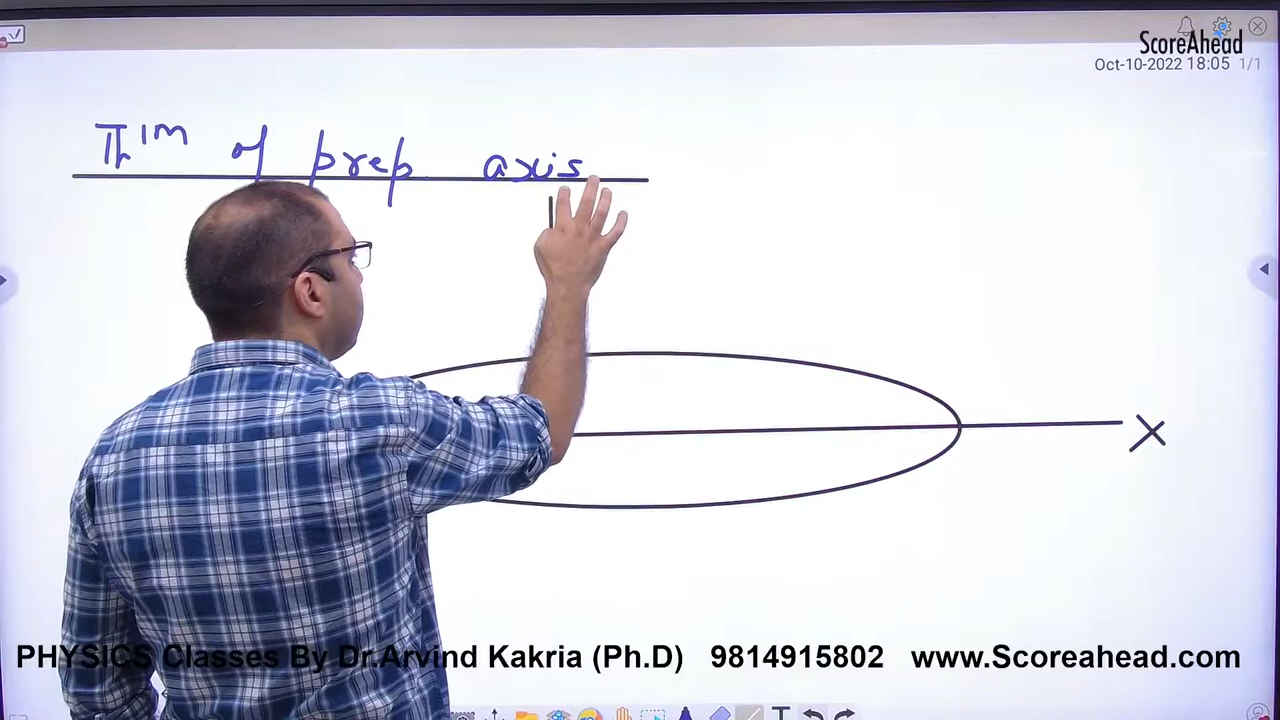 ScoreAhead
Oct-10-2022 18:05 1/1
Th^m of prep axis
X
PHYSICS Classes By Dr.Arvind Kakria (Ph.D) 9814915802 www.Scoreahead.com
T